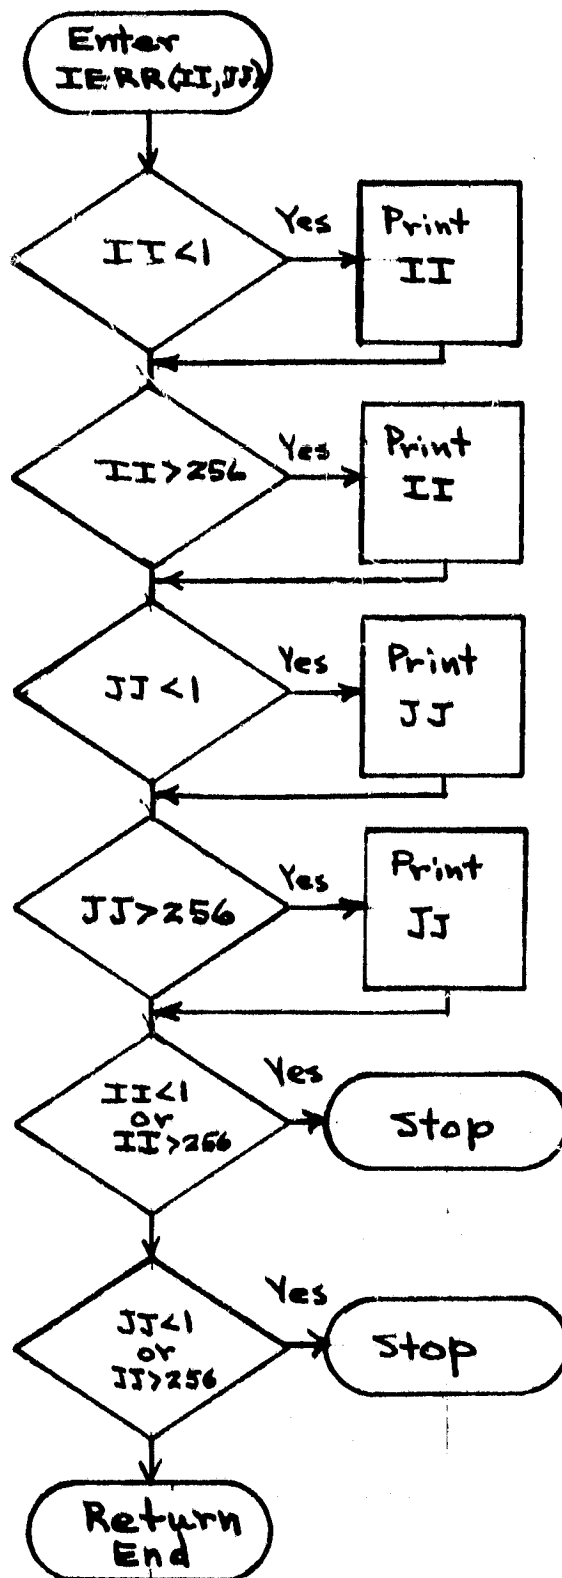 Enter
IERR(II,JJ)
II<1
Yes
Print
II
II>256
Yes
Print
II
JJ<1
Yes
Print
JJ
JJ>256
Yes
Print
JJ
II<1
or
II>256
Yes
Stop
JJ<1
or
JJ>256
Yes
Stop
Return
End